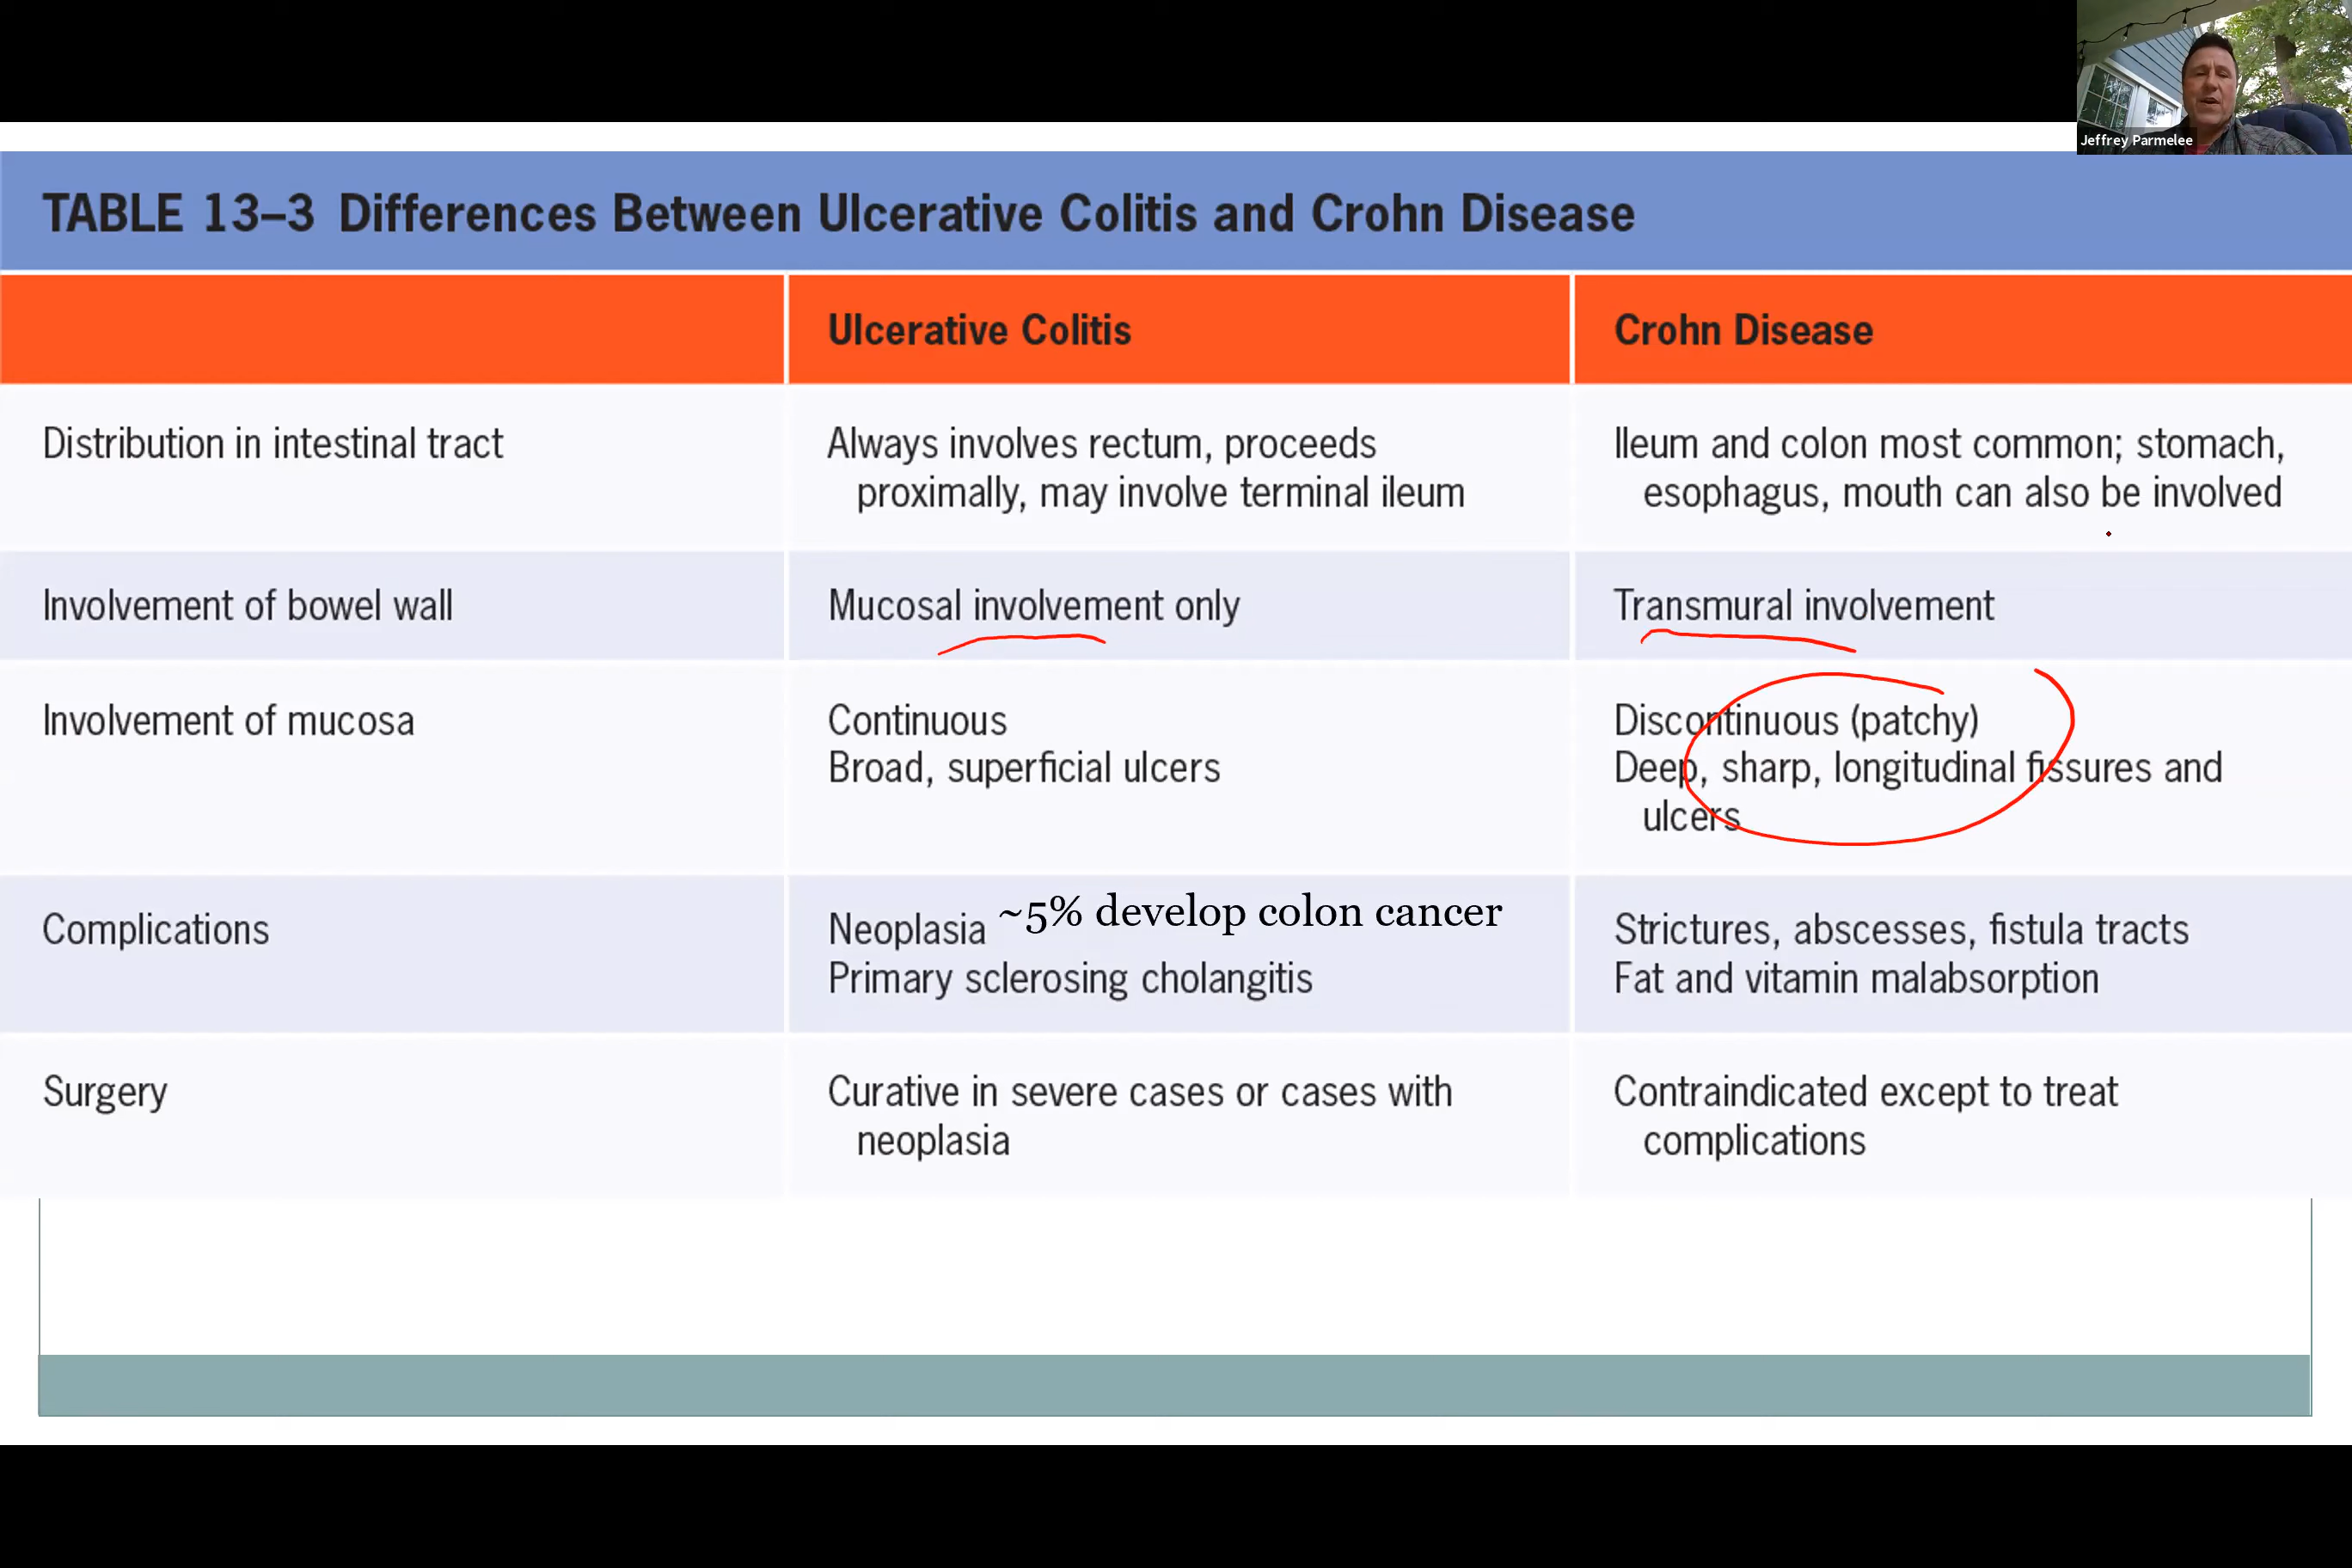 Jeffrey Parmelee
TABLE 13–3 Differences Between Ulcerative Colitis and Crohn Disease
Ulcerative Colitis
Crohn Disease
Distribution in intestinal tract
Always involves rectum, proceeds
proximally, may involve terminal ileum
Ileum and colon most common; stomach,
esophagus, mouth can also be involved
Involvement of bowel wall
Mucosal involvement only
Transmural involvement
Involvement of mucosa
Continuous
Broad, superficial ulcers
Discontinuous (patchy)
Deep, sharp, longitudinal fissures and
ulcers
Complications
Neoplasia ~5% develop colon cancer
Primary sclerosing cholangitis
Strictures, abscesses, fistula tracts
Fat and vitamin malabsorption
Surgery
Curative in severe cases or cases with
neoplasia
Contraindicated except to treat
complications